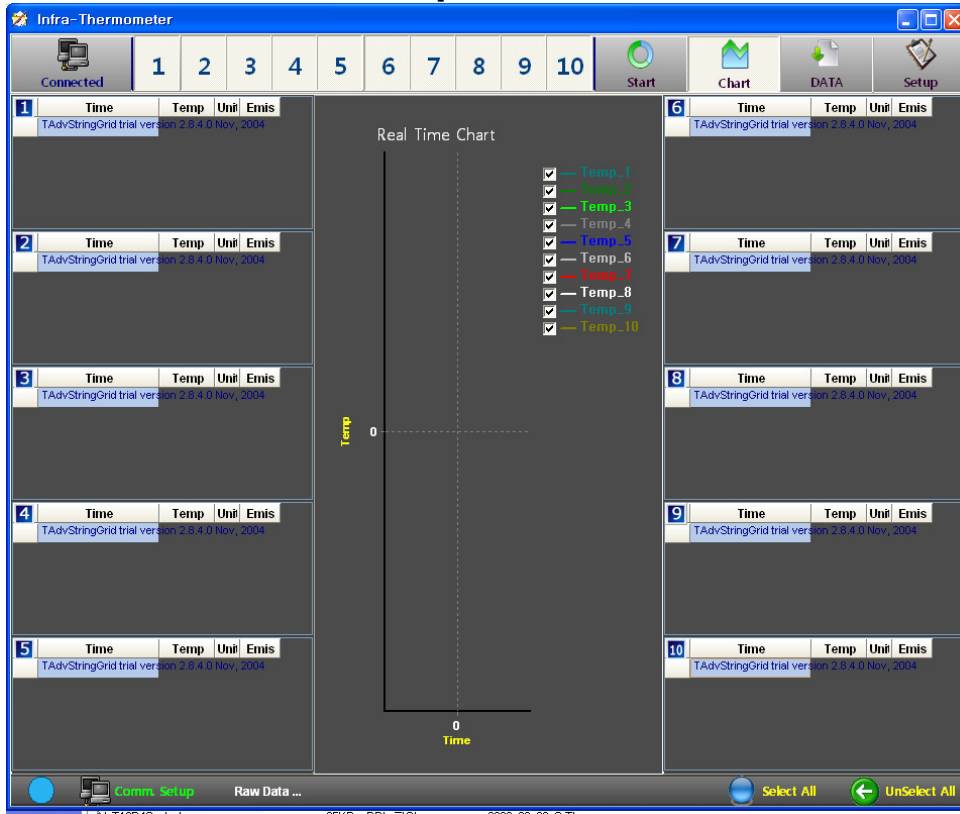 Infra-Thermometer
Connected 1 2 3 4 5 6 7 8 9 10 Start Chart DATA Setup
1 Time Temp Unit Emis
TAdvStringGrid trial version 2.8.4.0 Nov, 2004
2 Time Temp Unit Emis
TAdvStringGrid trial version 2.8.4.0 Nov, 2004
3 Time Temp Unit Emis
TAdvStringGrid trial version 2.8.4.0 Nov, 2004
4 Time Temp Unit Emis
TAdvStringGrid trial version 2.8.4.0 Nov, 2004
5 Time Temp Unit Emis
TAdvStringGrid trial version 2.8.4.0 Nov, 2004
Real Time Chart
Temp_1
Temp_2
Temp_3
Temp_4
Temp_5
Temp_6
Temp_7
Temp_8
Temp_9
Temp_10
Temp
0
0
Time
6 Time Temp Unit Emis
TAdvStringGrid trial version 2.8.4.0 Nov, 2004
7 Time Temp Unit Emis
TAdvStringGrid trial version 2.8.4.0 Nov, 2004
8 Time Temp Unit Emis
TAdvStringGrid trial version 2.8.4.0 Nov, 2004
9 Time Temp Unit Emis
TAdvStringGrid trial version 2.8.4.0 Nov, 2004
10 Time Temp Unit Emis
TAdvStringGrid trial version 2.8.4.0 Nov, 2004
Comm. Setup Raw Data ... Select All UnSelect All